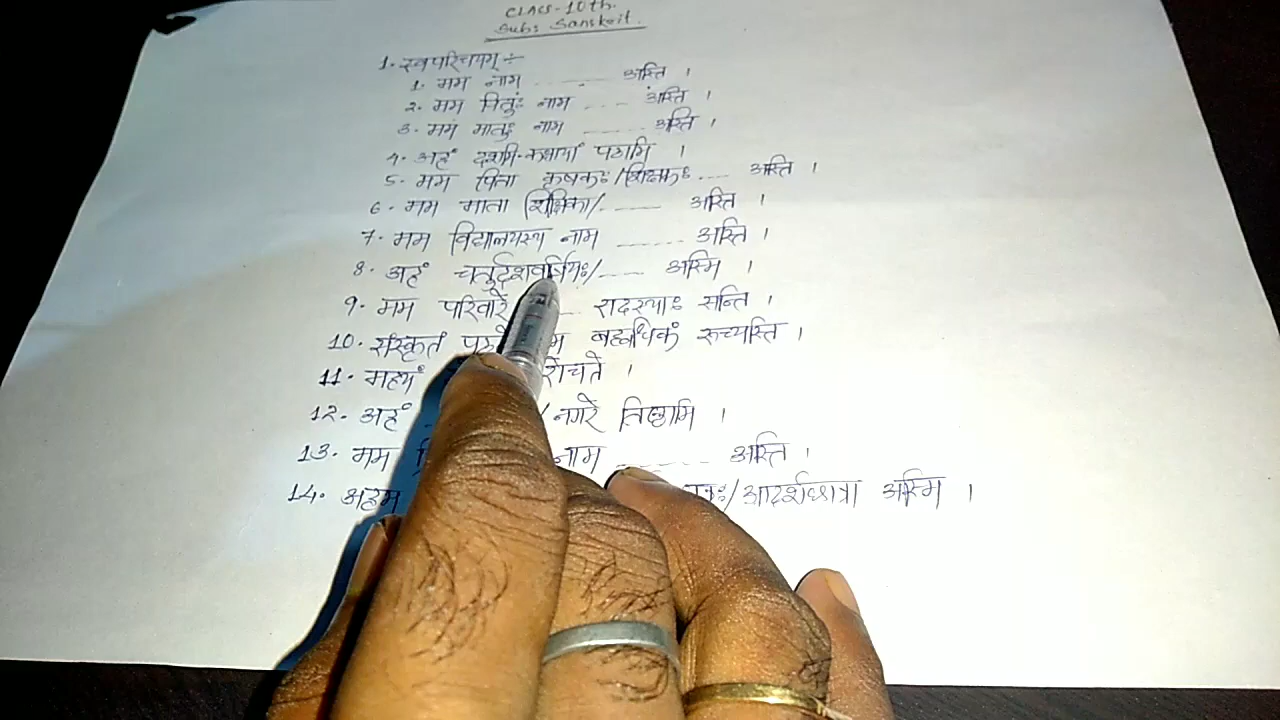 CLASS-10th.
Sub: Sanskrit.
1. स्वपरिचयम् :-
1. मम नाम ------ अस्ति ।
2. मम पितुः नाम ---- अस्ति ।
3. मम मातुः नाम ------ अस्ति ।
4. अहं दशमि-कक्षायां पठामि ।
5. मम पिता कृषकः/शिक्षकः---- अस्ति ।
6. मम माता शिक्षिका/------ अस्ति ।
7. मम विद्यालयस्य नाम ------ अस्ति ।
8. अहं चतुर्दशवर्षियः/---- अस्मि ।
9. मम परिवारे सदस्याः सन्ति ।
10. संस्कृतं बहवधिकं रुच्यस्ति ।
11. मह्यं रोचते ।
12. अहं /नगरे तिष्ठामि ।
13. मम नाम ------ अस्ति ।
14. अहम /आदर्शछात्रा अस्मि ।